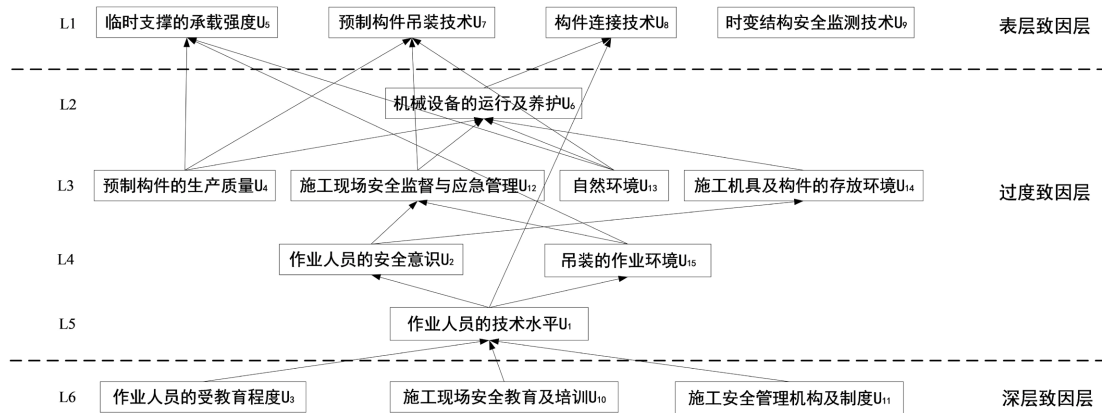 L1
临时支撑的承载强度U₅
预制构件吊装技术U₇
构件连接技术U₈
时变结构安全监测技术U₉
表层致因层
L2
机械设备的运行及养护U₆
L3
预制构件的生产质量U₄
施工现场安全监督与应急管理U₁₂
自然环境U₁₃
施工机具及构件的存放环境U₁₄
过度致因层
L4
作业人员的安全意识U₂
吊装的作业环境U₁₅
L5
作业人员的技术水平U₁
L6
作业人员的受教育程度U₃
施工现场安全教育及培训U₁₀
施工安全管理机构及制度U₁₁
深层致因层